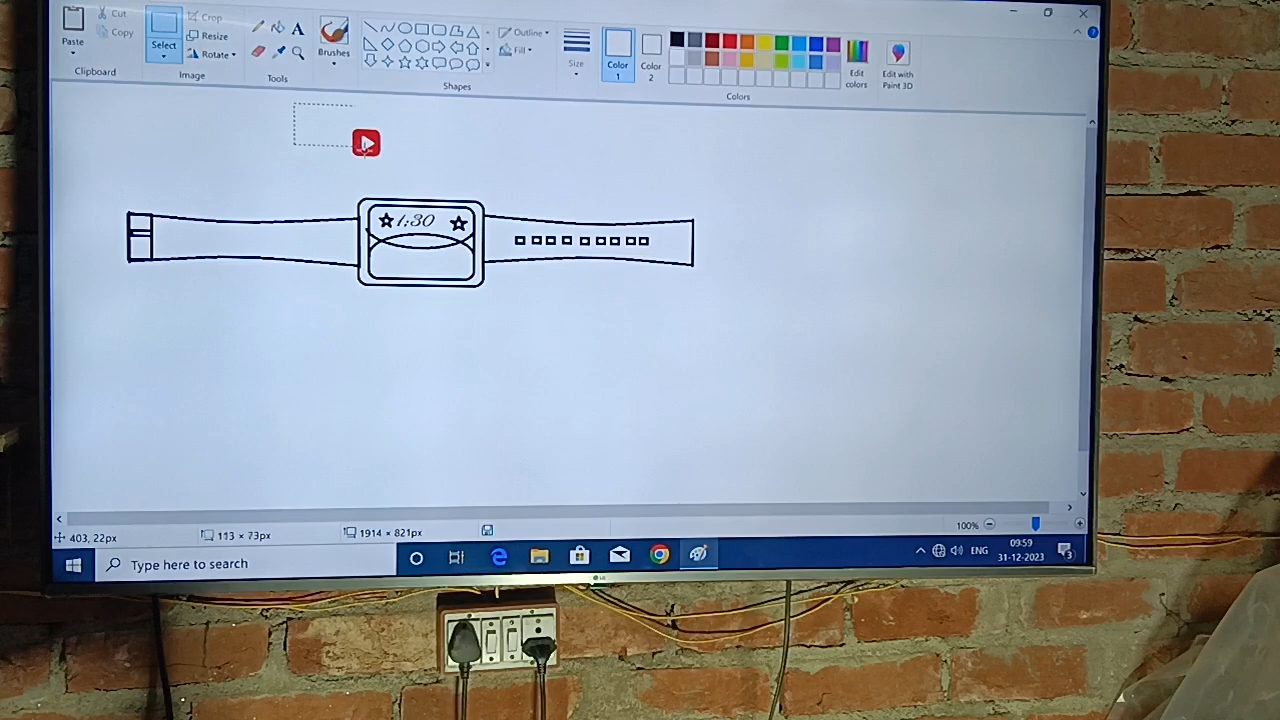 Cut
Crop
Paste
Copy
Select
Resize
Rotate
A
Brushes
Outline
Fill
Size
Color
1
Color
2
Edit
colors
Edit with
Paint 3D
Clipboard
Image
Tools
Shapes
Colors
1:30
403, 22px
113 × 73px
1914 × 821px
100%
Type here to search
ENG
09:59
31-12-2023
3
LG